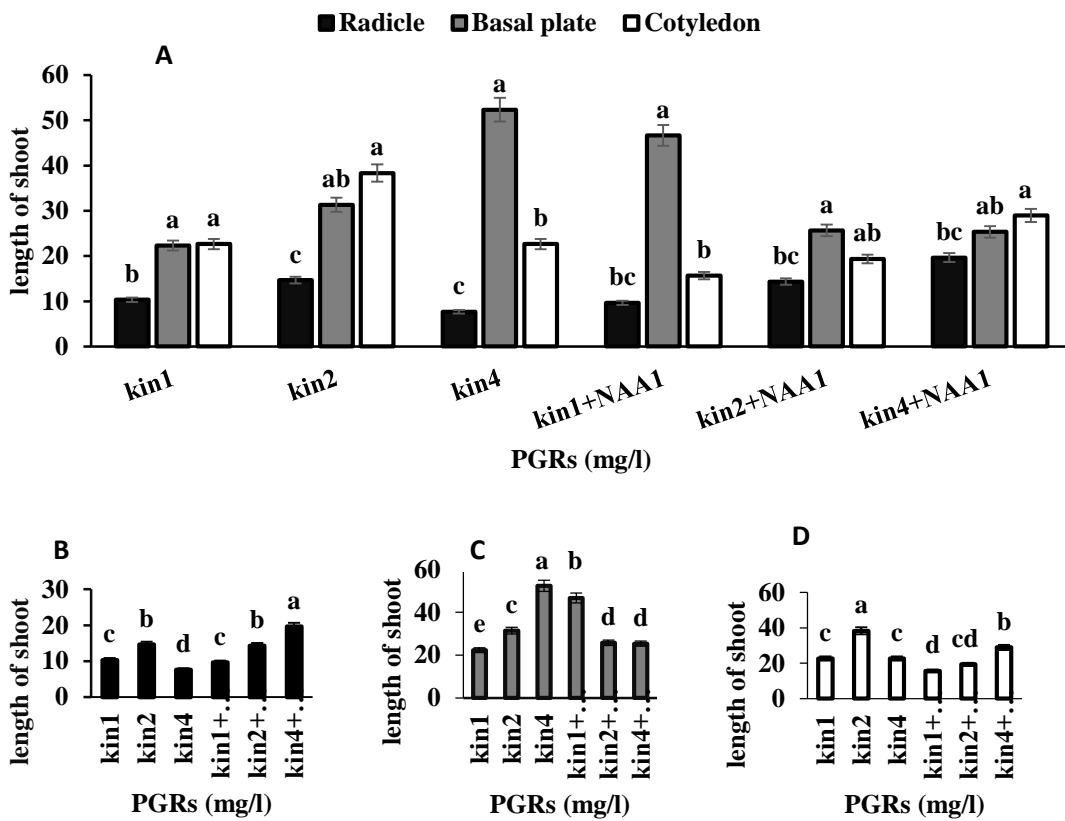 Radicle Basal plate Cotyledon
A
length of shoot
60
50
40
30
20
10
0
b a a
c ab a
c a b
bc a b
bc a ab
bc ab a
kin1 kin2 kin4 kin1+NAA1 kin2+NAA1 kin4+NAA1
PGRs (mg/l)
B
length of shoot
30
20
10
0
c b d c b a
kin1 kin2 kin4 kin1+… kin2+… kin4+…
PGRs (mg/l)
C
length of shoot
60
40
20
0
e c a b d d
kin1 kin2 kin4 kin1+… kin2+… kin4+…
PGRs (mg/l)
D
length of shoot
60
40
20
0
c a c d cd b
kin1 kin2 kin4 kin1+… kin2+… kin4+…
PGRs (mg/l)